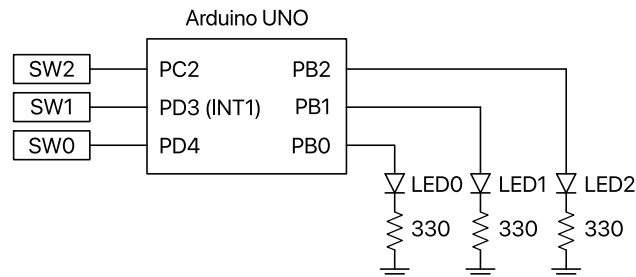 Arduino UNO
SW2 PC2 PB2
SW1 PD3 (INT1) PB1
SW0 PD4 PB0
LED0 LED1 LED2
330 330 330